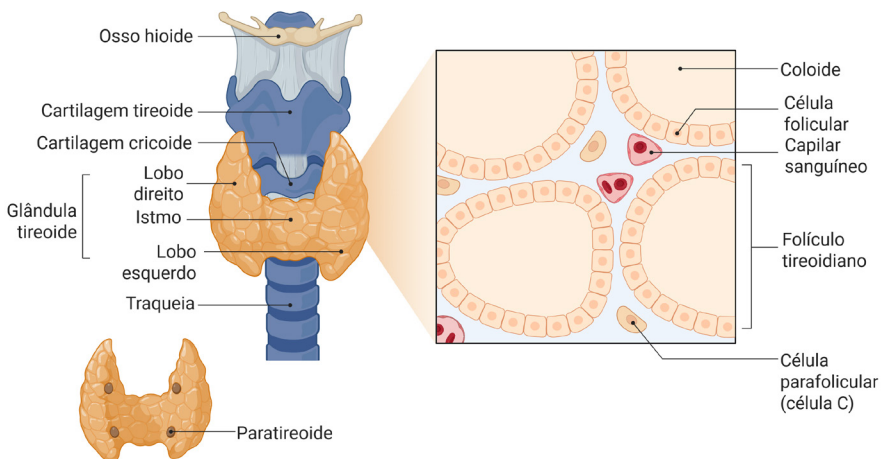 Osso hioide
Cartilagem tireoide
Cartilagem cricoide
Lobo
direito
Glândula
tireoide
Istmo
Lobo
esquerdo
Traqueia
Paratireoide
Coloide
Célula
folicular
Capilar
sanguíneo
Folículo
tireoidiano
Célula
parafolicular
(célula C)